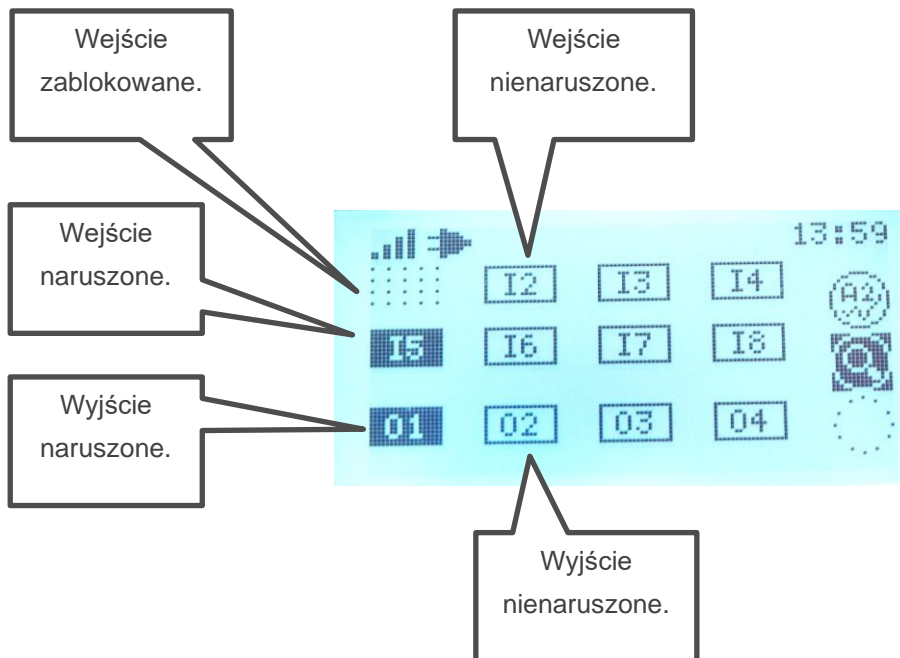 Wejście
zablokowane.
Wejście
nienaruszone.
Wejście
naruszone.
Wyjście
naruszone.
13:59
I2 I3 I4
I5 I6 I7 I8
O1 O2 O3 O4
Wyjście
nienaruszone.